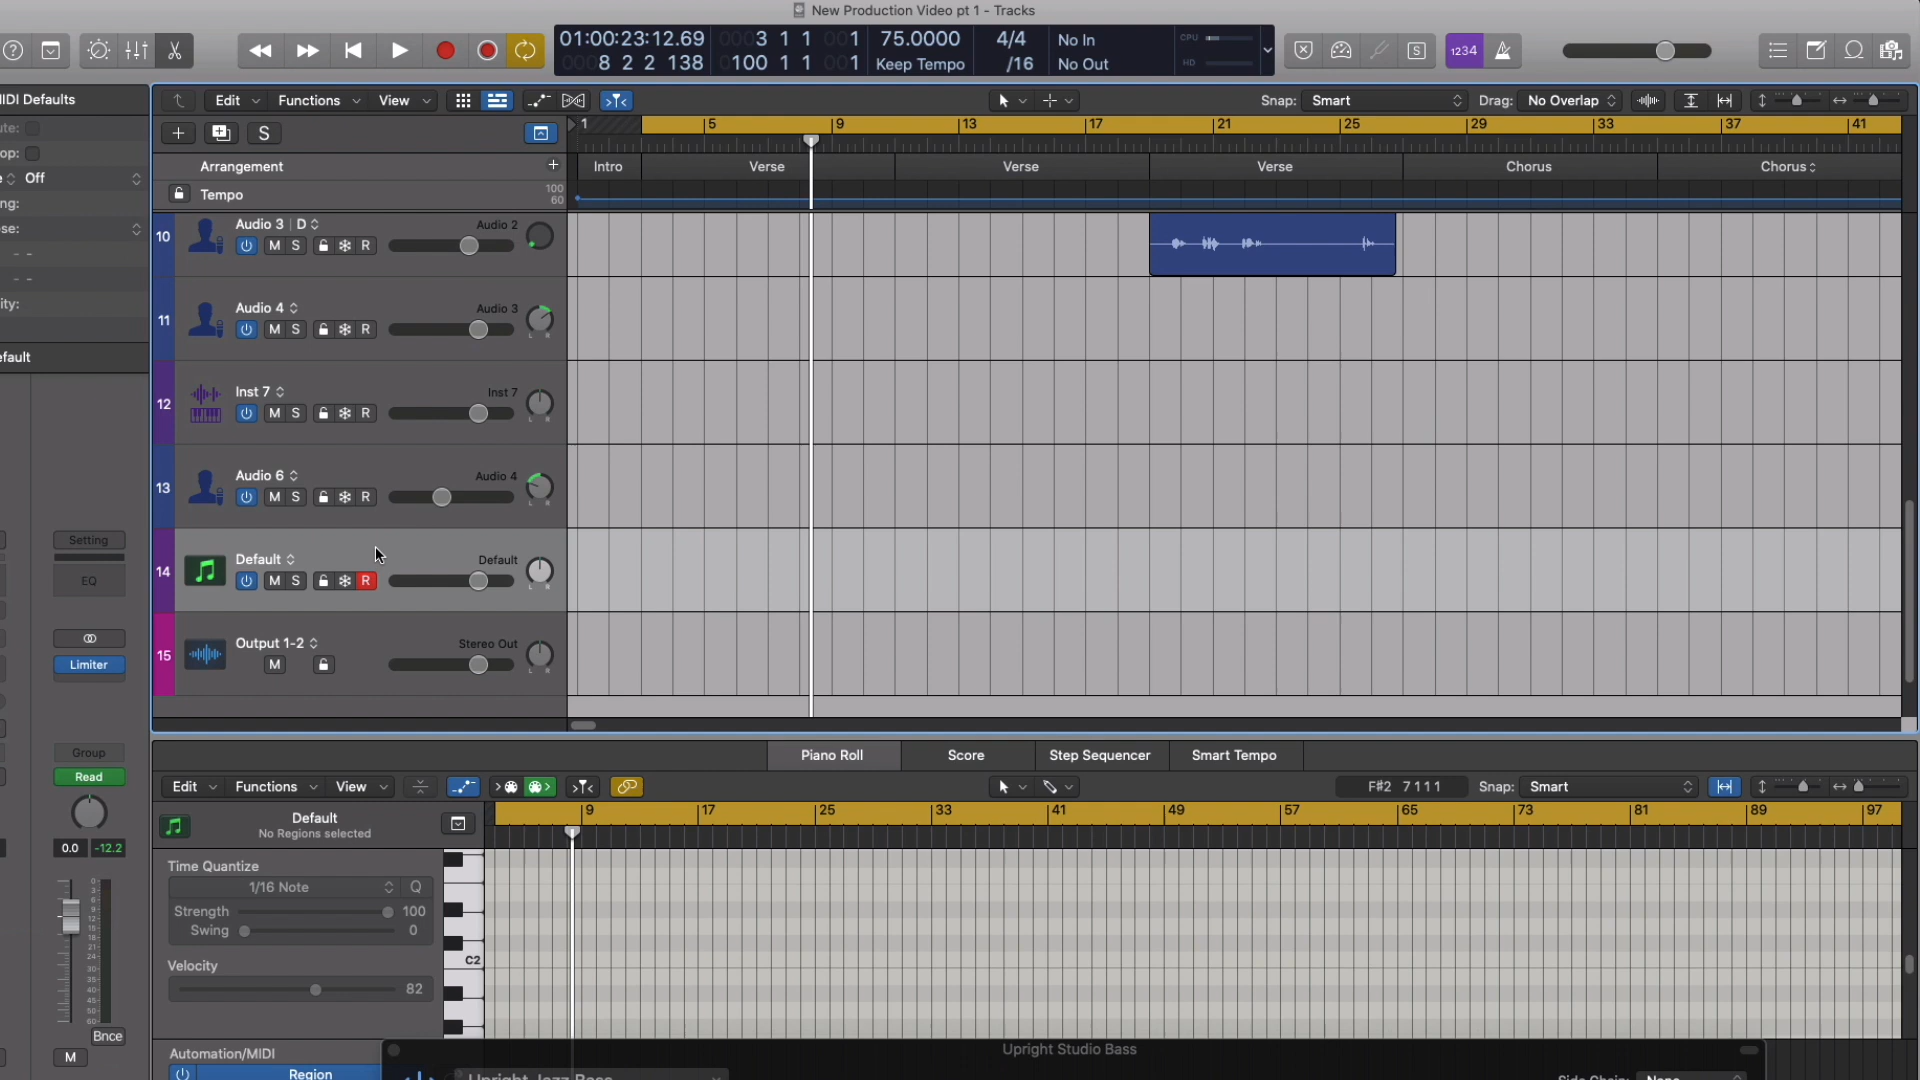 New Production Video pt 1 - Tracks
01:00:23:12.69 0003 1 1 001 75.0000 4/4 No In CPU
0008 2 2 138 0100 1 1 001 Keep Tempo /16 No Out HD
S 1234
IDI Defaults
Edit Functions View
Snap: Smart Drag: No Overlap
ute:
op:
Off
ng:
se:
- -
- -
ity:
efault
S
1 5 9 13 17 21 25 29 33 37 41
Arrangement +
Intro Verse Verse Verse Chorus Chorus
Tempo 100
60
10 Audio 3 | D Audio 2
M S R
11 Audio 4 Audio 3
M S R L R
12 Inst 7 Inst 7
M S R L R
13 Audio 6 Audio 4
M S R L R
14 Default Default
M S R L R
15 Output 1-2 Stereo Out
M L R
Setting
EQ
Limiter
Group
Read
0.0 -12.2
0
3
6
9
12
15
18
21
24
30
35
40
45
50
60
Bnce
M
Piano Roll Score Step Sequencer Smart Tempo
Edit Functions View
F#2 7 1 1 1 Snap: Smart
Default
No Regions selected
9 17 25 33 41 49 57 65 73 81 89 97
Time Quantize
1/16 Note Q
Strength 100
Swing 0
C2
Velocity
82
Automation/MIDI
Region
Upright Studio Bass
Upright Jazz Bass
Side Chain: None